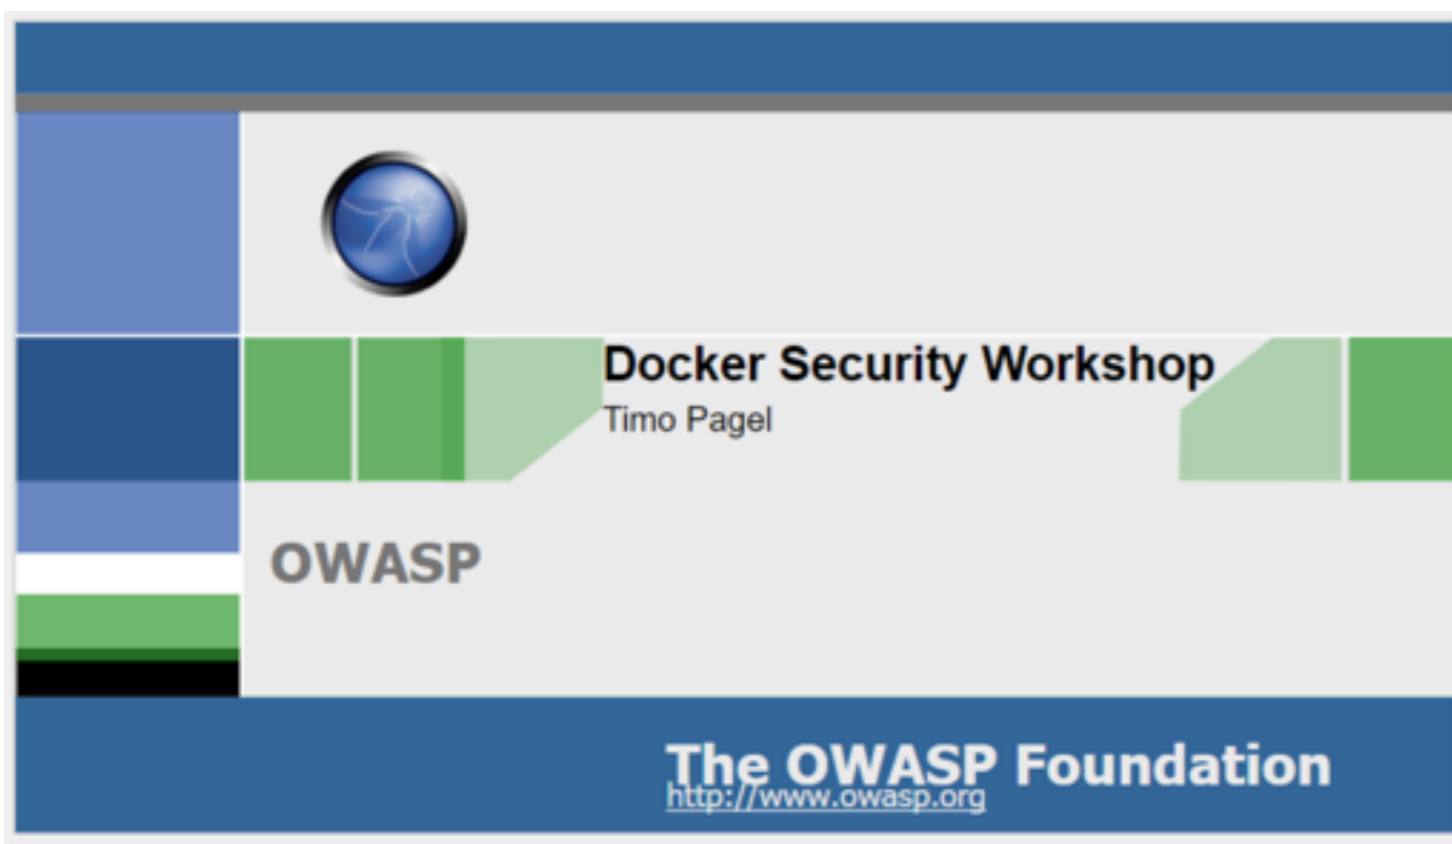 Docker Security Workshop
Timo Pagel
OWASP
The OWASP Foundation
http://www.owasp.org